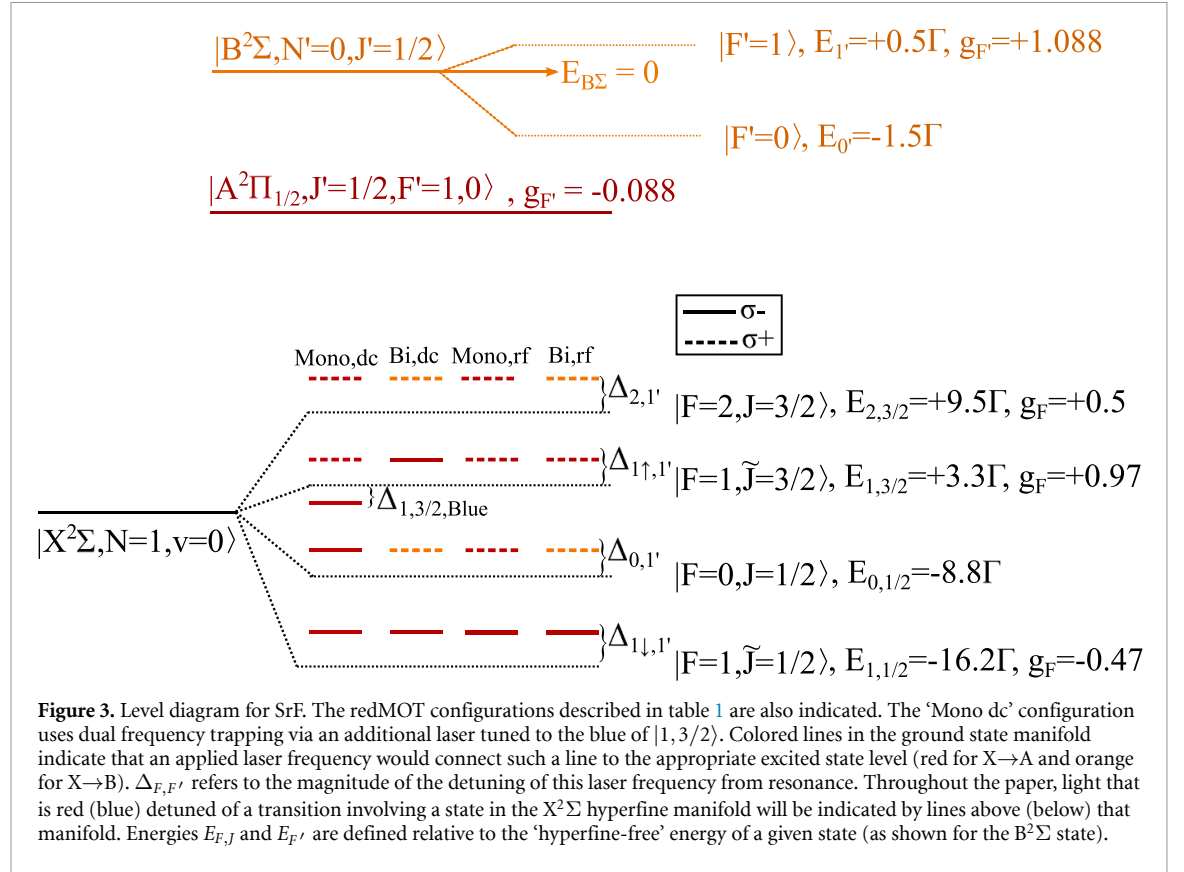 |B²Σ,N'=0,J'=1/2⟩
|F'=1⟩, E₁'=+0.5Γ, g_F'=+1.088
E_BΣ = 0
|F'=0⟩, E₀'=-1.5Γ
|A²Π₁/₂,J'=1/2,F'=1,0⟩ , g_F' = -0.088
σ-
σ+
Mono,dc Bi,dc Mono,rf Bi,rf
Δ₂,₁'
|F=2,J=3/2⟩, E₂,₃/₂=+9.5Γ, g_F=+0.5
Δ₁↑,₁'
|F=1,J̃=3/2⟩, E₁,₃/₂=+3.3Γ, g_F=+0.97
Δ₁,₃/₂,Blue
|X²Σ,N=1,v=0⟩
Δ₀,₁'
|F=0,J=1/2⟩, E₀,₁/₂=-8.8Γ
Δ₁↓,₁'
|F=1,J̃=1/2⟩, E₁,₁/₂=-16.2Γ, g_F=-0.47
Figure 3. Level diagram for SrF. The redMOT configurations described in table 1 are also indicated. The ‘Mono dc’ configuration
uses dual frequency trapping via an additional laser tuned to the blue of |1, 3/2⟩. Colored lines in the ground state manifold
indicate that an applied laser frequency would connect such a line to the appropriate excited state level (red for X→A and orange
for X→B). Δ_F,F′ refers to the magnitude of the detuning of this laser frequency from resonance. Throughout the paper, light that
is red (blue) detuned of a transition involving a state in the X²Σ hyperfine manifold will be indicated by lines above (below) that
manifold. Energies E_F,J and E_F′ are defined relative to the ‘hyperfine-free’ energy of a given state (as shown for the B²Σ state).